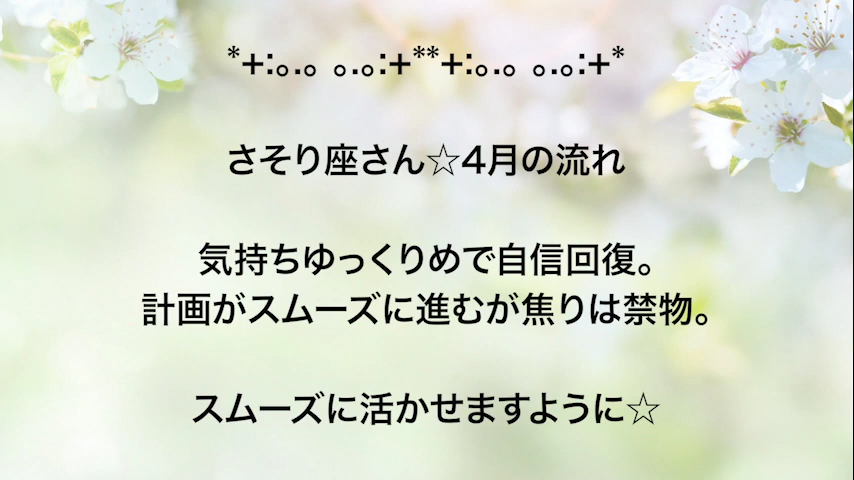 *+:｡.｡ ｡.｡:+**+:｡.｡ ｡.｡:+*
さそり座さん☆4月の流れ
気持ちゆっくりめで自信回復。
計画がスムーズに進むが焦りは禁物。
スムーズに活かせますように☆